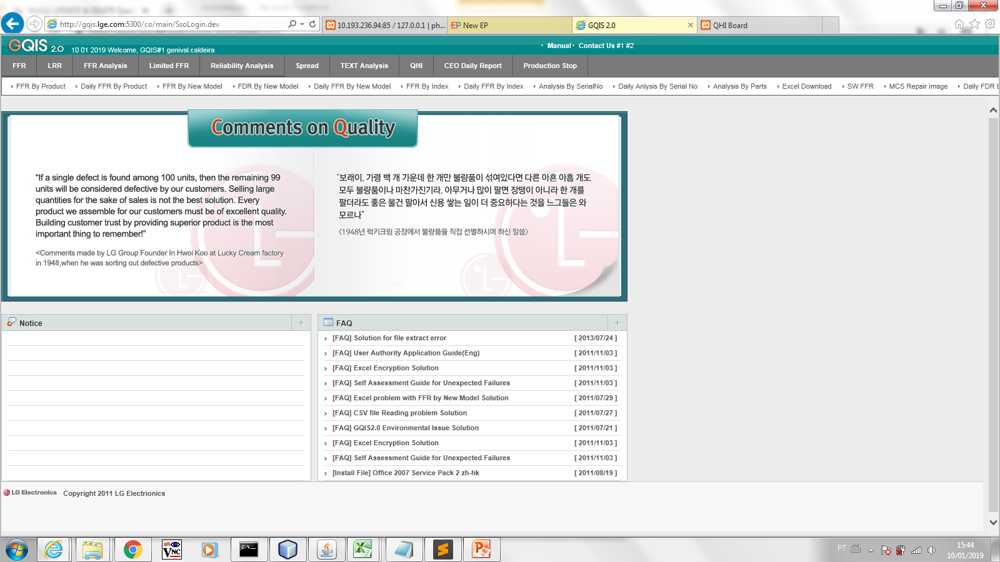 http://gqis.lge.com:5300/co/main/SsoLogin.dev
10.193.236.94:85 / 127.0.0.1 | ph...
EP New EP
GQIS 2.0
QHI Board
GQIS 2.0
10 01 2019 Welcome, GQIS#1 genival.caldeira
Manual
Contact Us #1 #2
FFR
LRR
FFR Analysis
Limited FFR
Reliability Analysis
Spread
TEXT Analysis
QHI
CEO Daily Report
Production Stop
FFR By Product
Daily FFR By Product
FFR By New Model
FDR By New Model
Daily FFR By New Model
FFR By Index
Daily FFR By Index
Analysis By SerialNo
Daily Anlysis By Serial No
Analysis By Parts
Excel Download
SW FFR
MCS Repair Image
Daily FDR
Comments on Quality
“If a single defect is found among 100 units, then the remaining 99
units will be considered defective by our customers. Selling large
quantities for the sake of sales is not the best solution. Every
product we assemble for our customers must be of excellent quality.
Building customer trust by providing superior product is the most
important thing to remember!”
<Comments made by LG Group Founder In Hwoi Koo at Lucky Cream factory
in 1948,when he was sorting out defective products>
“보래이. 가령 백 개 가운데 한 개만 불량품이 섞여있다면 다른 아흔 아홉 개도
모두 불량품이나 마찬가진기라. 아무거나 많이 팔면 장땡이 아니라 한 개를
팔더라도 좋은 물건 팔아서 신용 쌓는 일이 더 중요하다는 것을 느그들은 와
모르나”
<1948년 럭키크림 공장에서 불량품을 직접 선별하시며 하신 말씀>
Notice
FAQ
[FAQ] Solution for file extract error [ 2013/07/24 ]
[FAQ] User Authority Application Guide(Eng) [ 2011/11/03 ]
[FAQ] Excel Encryption Solution [ 2011/11/03 ]
[FAQ] Self Assessment Guide for Unexpected Failures [ 2011/11/03 ]
[FAQ] Excel problem with FFR by New Model Solution [ 2011/07/29 ]
[FAQ] CSV file Reading problem Solution [ 2011/07/27 ]
[FAQ] GQIS2.0 Environmental Issue Solution [ 2011/07/21 ]
[FAQ] Excel Encryption Solution [ 2011/11/03 ]
[FAQ] Self Assessment Guide for Unexpected Failures [ 2011/11/03 ]
[Install File] Office 2007 Service Pack 2 zh-hk [ 2011/08/19 ]
LG Electronics
Copyright 2011 LG Electrionics
VNC
C:\
PT
15:44
10/01/2019